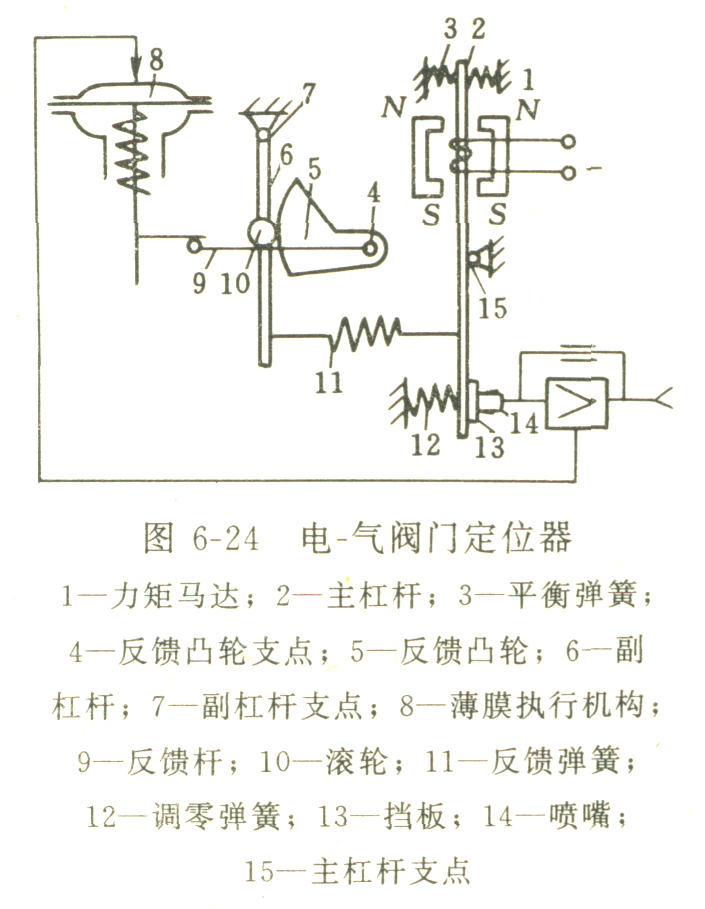 3 2
8
1
7
N
N
6
5
4
S
S
9
10
15
11
12
13
14
图 6-24 电-气阀门定位器
1—力矩马达；2—主杠杆；3—平衡弹簧；
4—反馈凸轮支点；5—反馈凸轮；6—副
杠杆；7—副杠杆支点；8—薄膜执行机构；
9—反馈杆；10—滚轮；11—反馈弹簧；
12—调零弹簧；13—挡板；14—喷嘴；
15—主杠杆支点